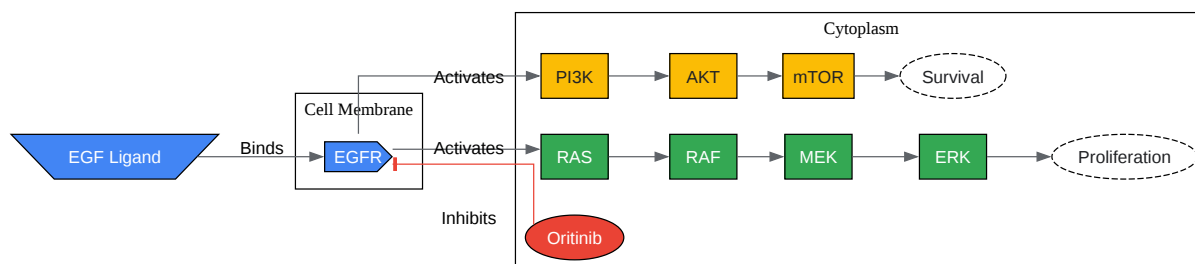 Cytoplasm
Activates
PI3K
AKT
mTOR
Survival
Cell Membrane
EGF Ligand
Binds
EGFR
Activates
RAS
RAF
MEK
ERK
Proliferation
Inhibits
Oritinib